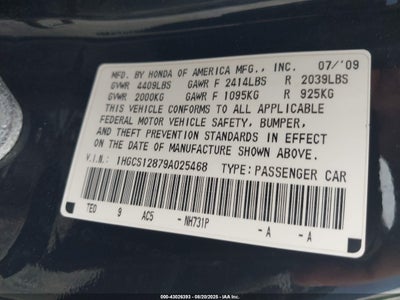 07/'09
MFD. BY HONDA OF AMERICA MFG., INC.
GVWR 4409LBS GAWR F 2414LBS R 2039LBS
GVWR 2000KG GAWR F 1095KG R 925KG
THIS VEHICLE CONFORMS TO ALL APPLICABLE
FEDERAL MOTOR VEHICLE SAFETY, BUMPER,
AND THEFT PREVENTION STANDARDS IN EFFECT
ON THE DATE OF MANUFACTURE SHOWN ABOVE.
V.I.N.: 1HGCS12879A025468 TYPE: PASSENGER CAR
TE0 9 AC5 - NH731P -A -A
000-43026393 - 08/20/2025 - IAA Inc.